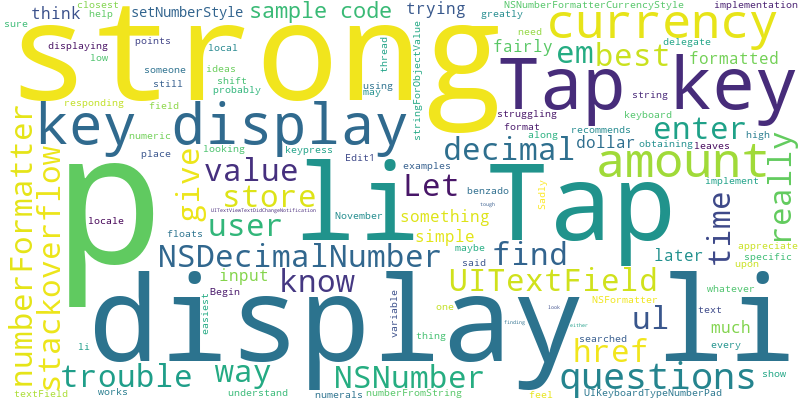 think
closest
help
setNumberStyle
sample code
trying
NSNumberFormatterCurrencyStyle
implementation
sure
strong
displaying
points
local
low
ideas
someone
shift
still
probably
thread
using
may
stringForObjectValue
greatly
need
delegate
fairly
em
best
formatted
currency
Tap key
responding
field
key display
numeric
keypress
place
looking
Edit1
struggling
string
format
keyboard
along
recommends
high
obtaining
leaves
enter
dollar
decimal
examples
numberFormatter
stackoverflow
p
locale
give
value
store
li Tap
Let
benzado
tough
Sadly
amount
implement
really
time
appreciate
specific
upon
UITextViewTextDidChangeNotification
November
something
simple
user
floats
NSDecimalNumber
find
later
maybe
said
input
know
UITextField
Begin
easiest
variable
one
thing
NSFormatter
whatever
text
ul
much
every
display li
look
finding
either
searched
href
li
trouble
way
NSNumber
questions
show
textField
works
understand
numerals
numberFromString
feel
UIKeyboardTypeNumberPad